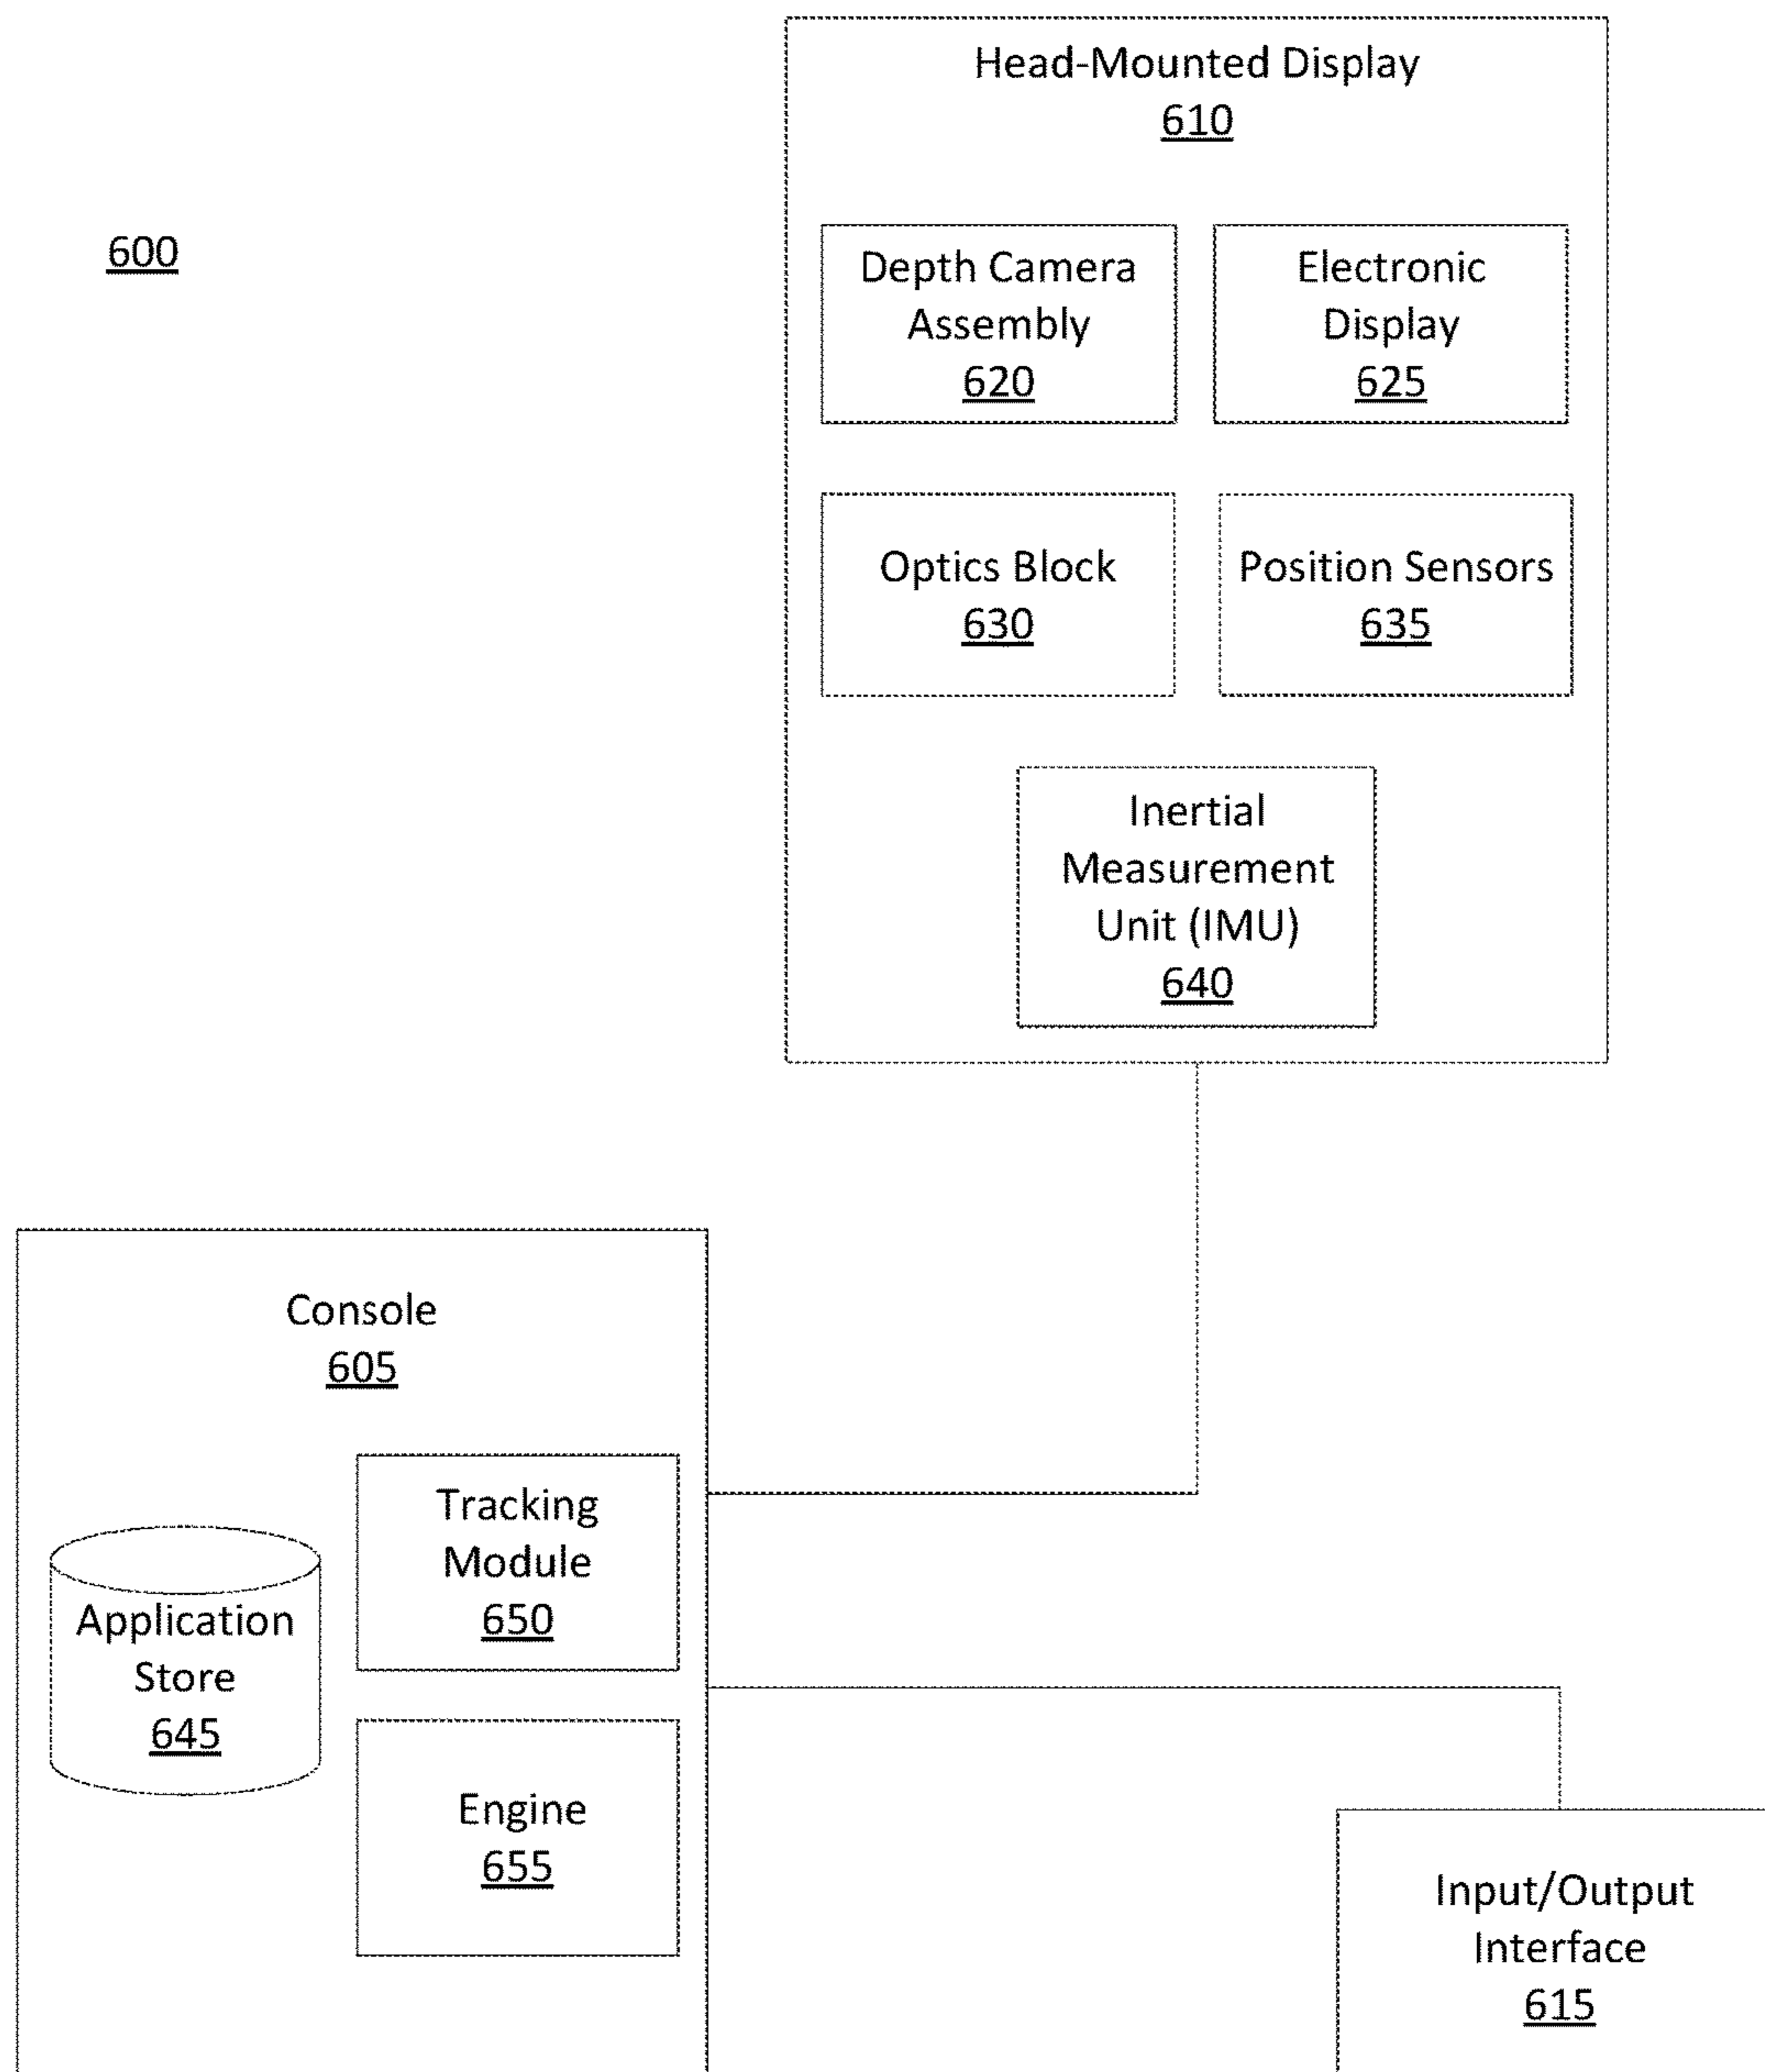 Head-Mounted Display
610
600
Depth Camera
Assembly
620
Electronic
Display
625
Optics Block
630
Position Sensors
635
Inertial
Measurement
Unit (IMU)
640
Console
605
Tracking
Module
650
Application
Store
645
Engine
655
Input/Output
Interface
615